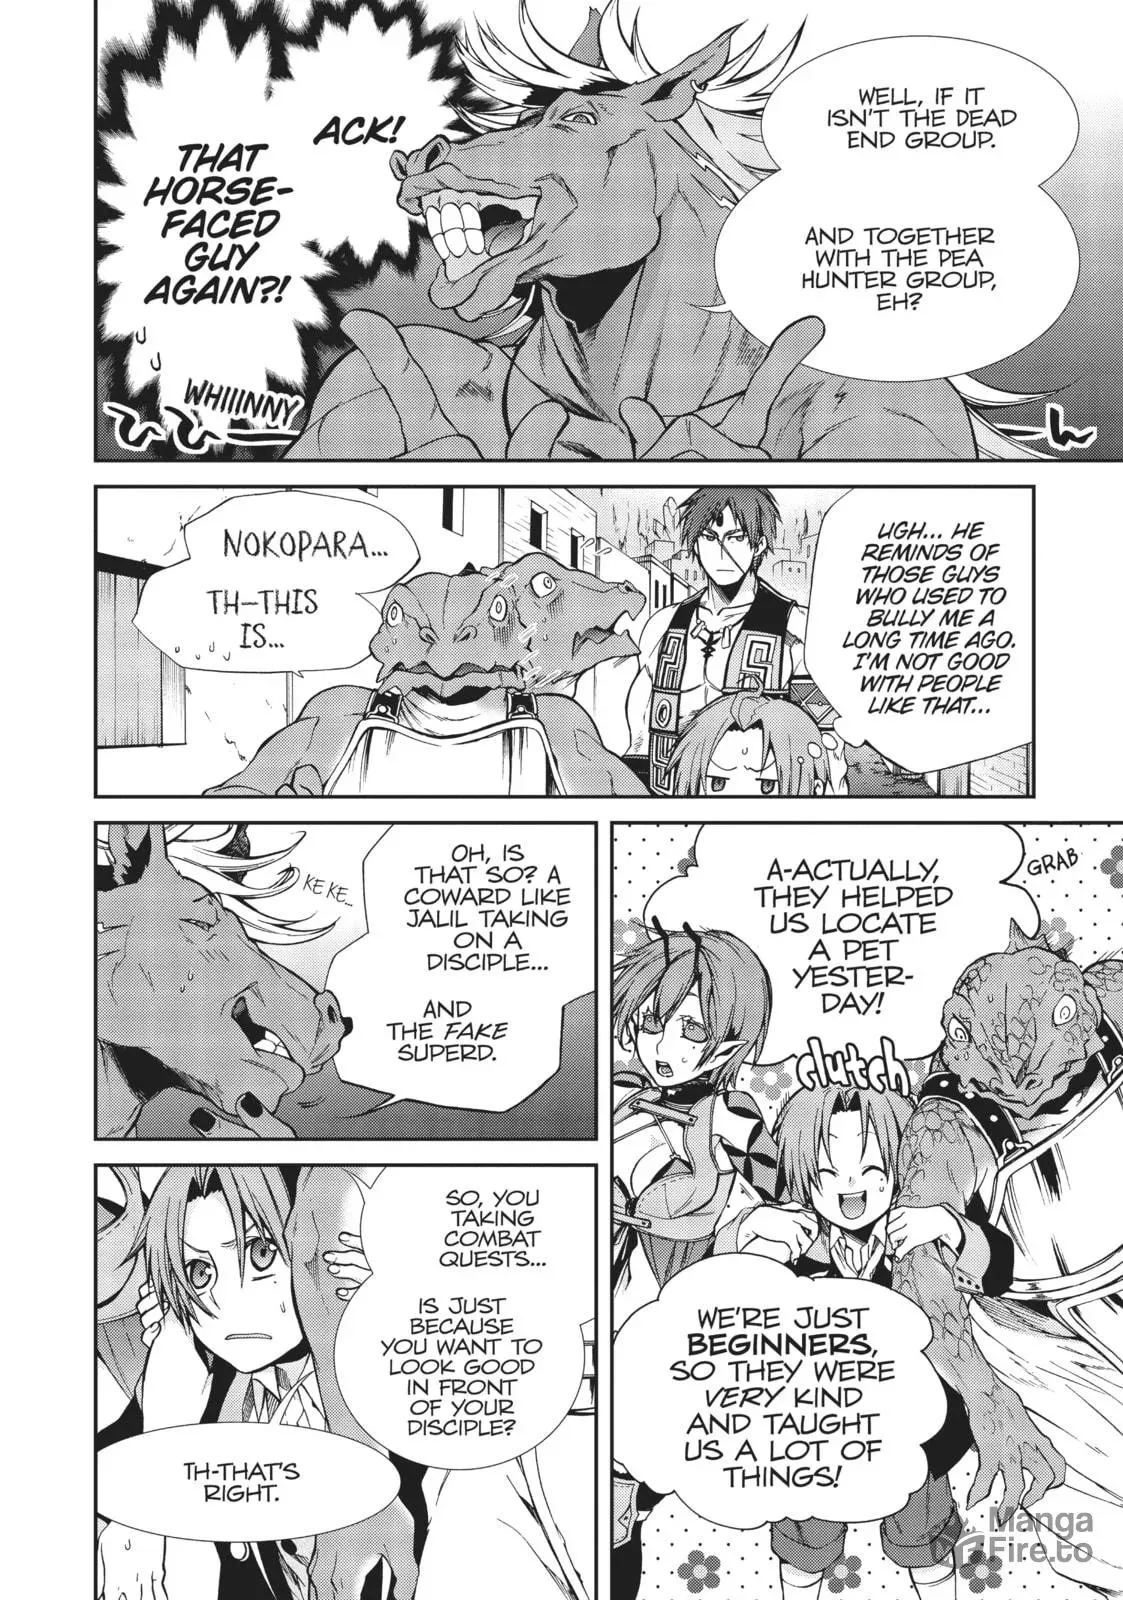 WELL, IF IT
ISN'T THE DEAD
END GROUP.
AND TOGETHER
WITH THE PEA
HUNTER GROUP,
EH?
ACK!
THAT
HORSE-
FACED
GUY
AGAIN?!
WHIIINNY
ひひーん
UGH... HE
REMINDS OF
THOSE GUYS
WHO USED TO
BULLY ME A
LONG TIME AGO.
I'M NOT GOOD
WITH PEOPLE
LIKE THAT...
NOKOPARA...
TH-THIS
IS...
GRAB
A-ACTUALLY,
THEY HELPED
US LOCATE
A PET
YESTER-
DAY!
clutch
WE'RE JUST
BEGINNERS,
SO THEY WERE
VERY KIND
AND TAUGHT
US A LOT OF
THINGS!
OH, IS
THAT SO? A
COWARD LIKE
JALIL TAKING
ON A
DISCIPLE...
KE KE...
AND
THE FAKE
SUPERD.
SO, YOU
TAKING
COMBAT
QUESTS...
IS JUST
BECAUSE
YOU WANT TO
LOOK GOOD
IN FRONT
OF YOUR
DISCIPLE?
TH-THAT'S
RIGHT.
Manga
Fire.to